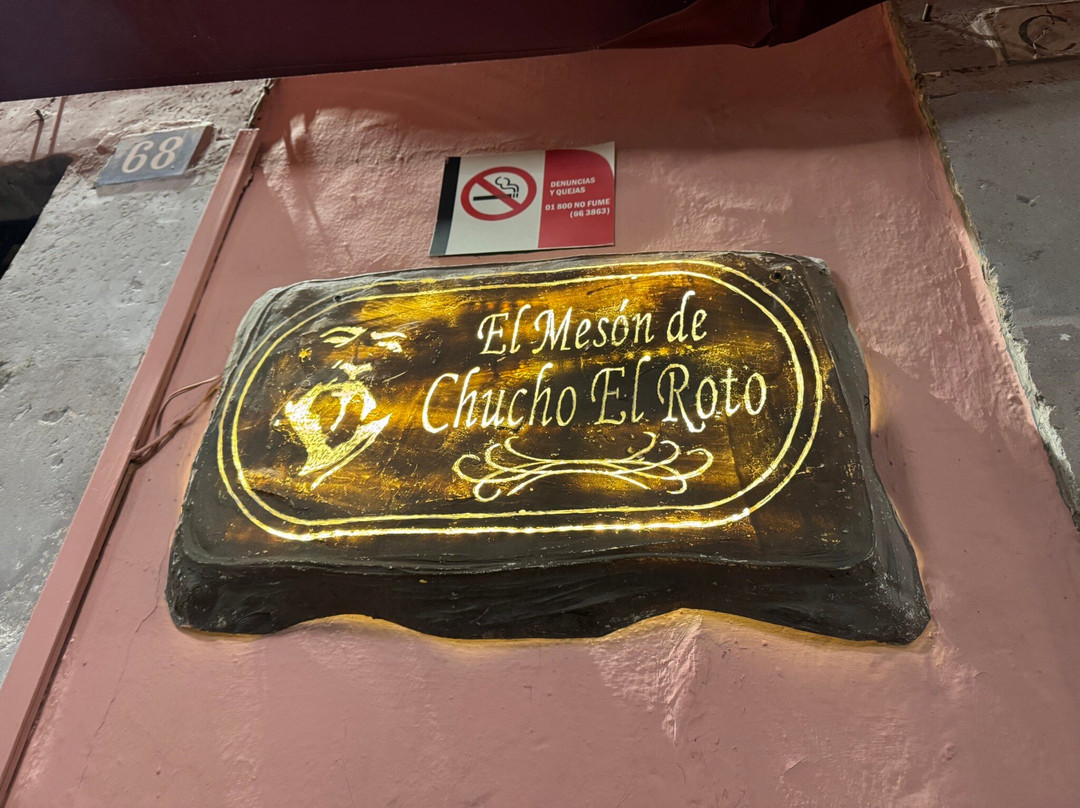 68
DENUNCIAS
Y QUEJAS
01 800 NO FUME
(66 3863)
El Mesón de
Chucho El Roto
C